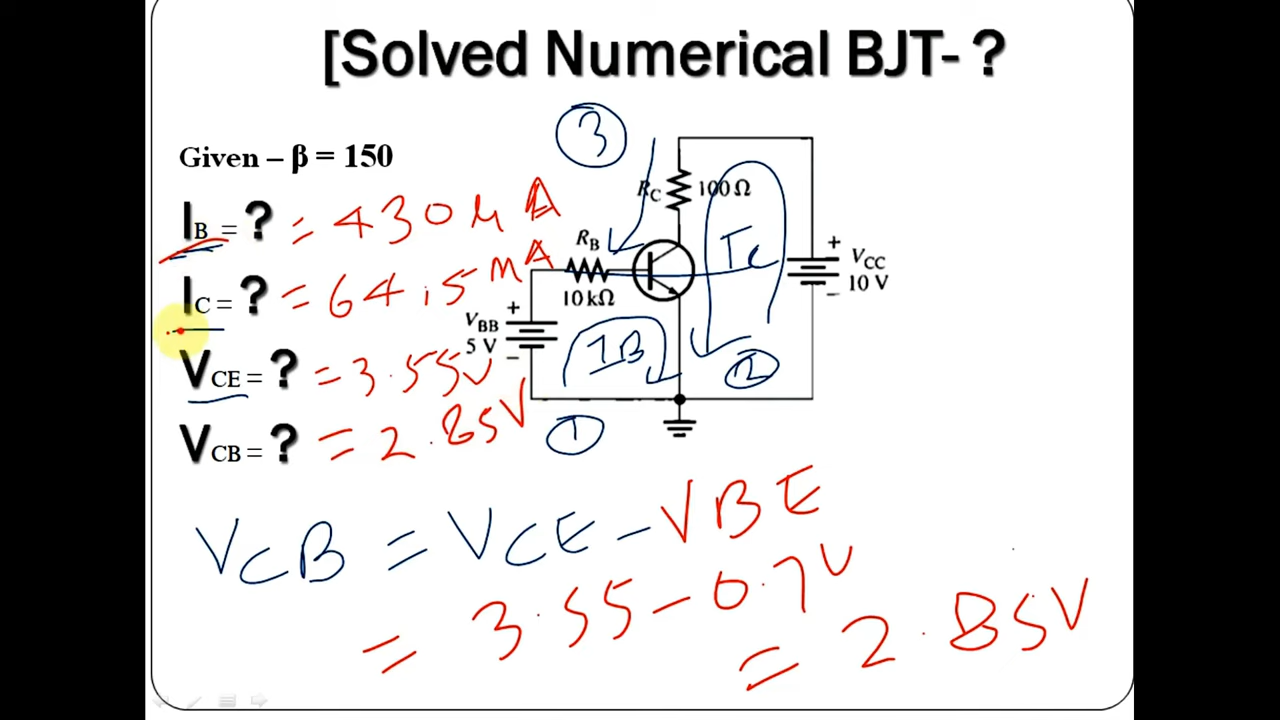 [Solved Numerical BJT- ?
Given – β = 150
IB = ? = 430 μ A
IC = ? = 64.5 mA
VCE = ? = 3.55V
VCB = ? = 2.85V
3
RC 100 Ω
RB
10 kΩ
IC
+
VCC
10 V
−
+
VBB
5 V
−
IB
1
2
VCB = VCE - VBE
= 3.55 - 0.7V
= 2.85V